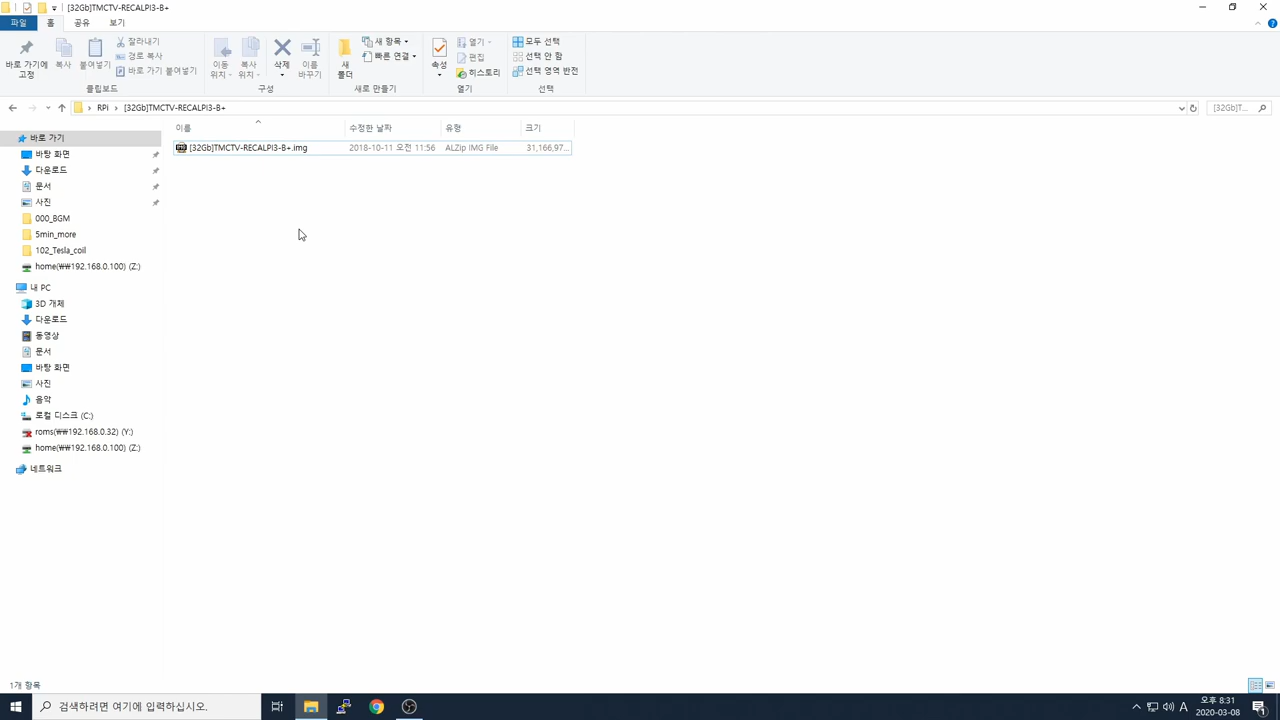 [32Gb]TMCTV-RECALPI3-B+
파일
홈
공유
보기
바로 가기에 고정
복사
붙여넣기
잘라내기
경로 복사
바로 가기 붙여넣기
클립보드
이동 위치
복사 위치
삭제
이름 바꾸기
구성
새 폴더
새 항목
빠른 연결
새로 만들기
속성
열기
편집
히스토리
열기
모두 선택
선택 안 함
선택 영역 반전
선택
RPi > [32Gb]TMCTV-RECALPI3-B+
[32Gb]T...
이름 수정한 날짜 유형 크기
[32Gb]TMCTV-RECALPI3-B+.img 2018-10-11 오전 11:56 ALZip IMG File 31,166,97...
바로 가기
바탕 화면
다운로드
문서
사진
000_BGM
5min_more
102_Tesla_coil
home(₩₩192.168.0.100) (Z:)
내 PC
3D 개체
다운로드
동영상
문서
바탕 화면
사진
음악
로컬 디스크 (C:)
roms(₩₩192.168.0.32) (Y:)
home(₩₩192.168.0.100) (Z:)
네트워크
1개 항목
검색하려면 여기에 입력하십시오.
A
오후 8:31
2020-03-08
1